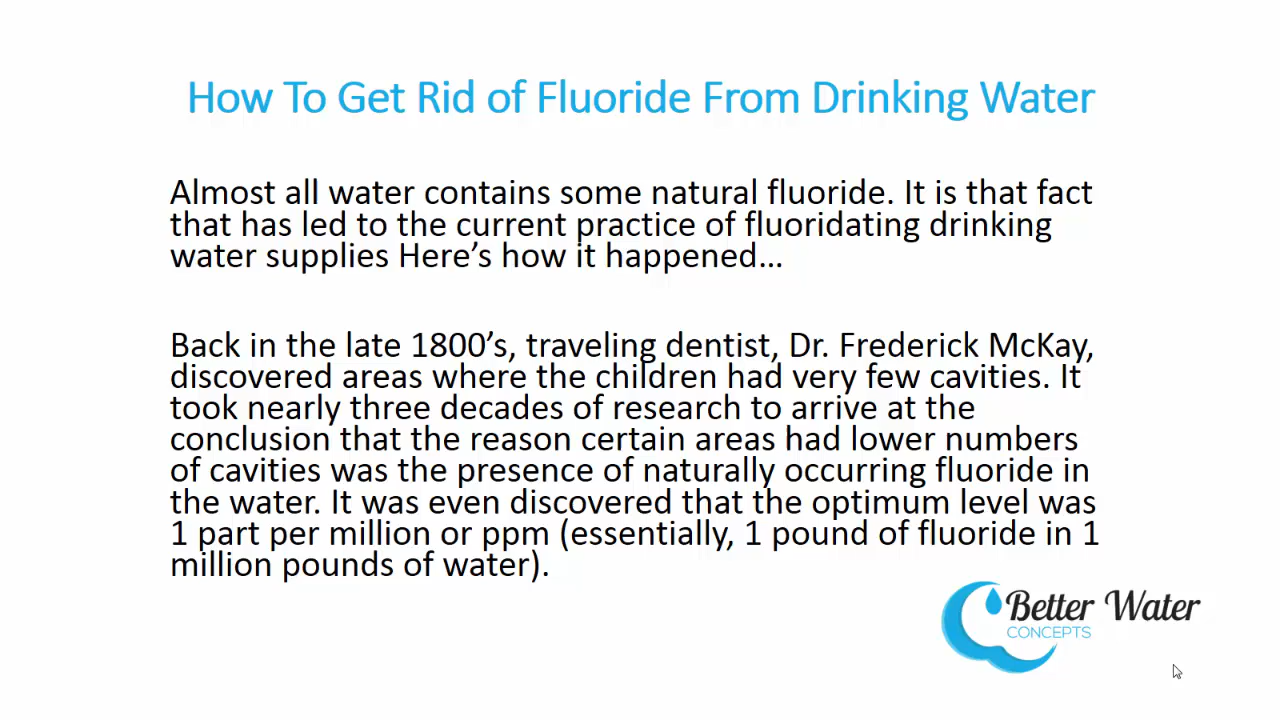 How To Get Rid of Fluoride From Drinking Water
Almost all water contains some natural fluoride. It is that fact
that has led to the current practice of fluoridating drinking
water supplies Here’s how it happened…
Back in the late 1800’s, traveling dentist, Dr. Frederick McKay,
discovered areas where the children had very few cavities. It
took nearly three decades of research to arrive at the
conclusion that the reason certain areas had lower numbers
of cavities was the presence of naturally occurring fluoride in
the water. It was even discovered that the optimum level was
1 part per million or ppm (essentially, 1 pound of fluoride in 1
million pounds of water).
Better Water
CONCEPTS